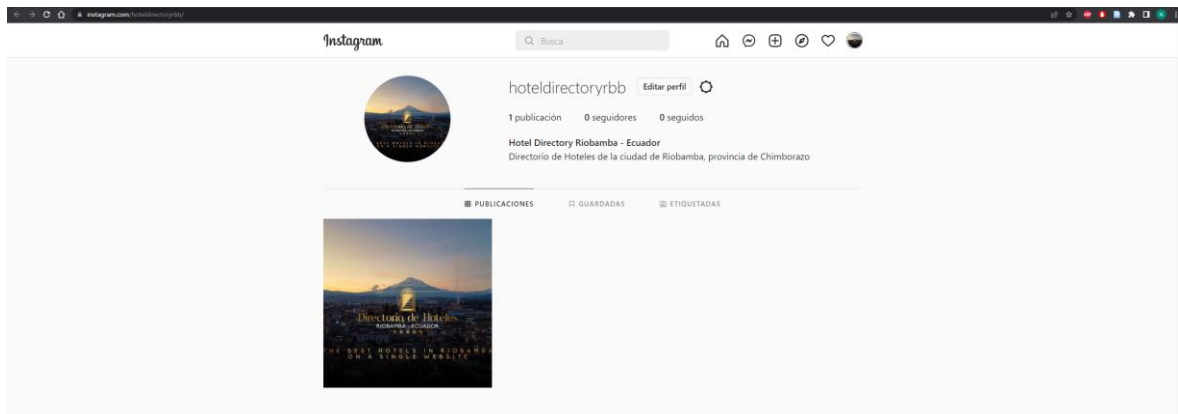 instagram.com/hoteldirectoryrbb/
Instagram
Busca
hoteldirectoryrbb Editar perfil
1 publicación 0 seguidores 0 seguidos
Hotel Directory Riobamba - Ecuador
Directorio de Hoteles de la ciudad de Riobamba, provincia de Chimborazo
PUBLICACIONES GUARDADAS ETIQUETADAS
Directorio de Hoteles
RIOBAMBA - ECUADOR
THE BEST HOTELS IN RIOBAMBA
ON A SINGLE WEBSITE